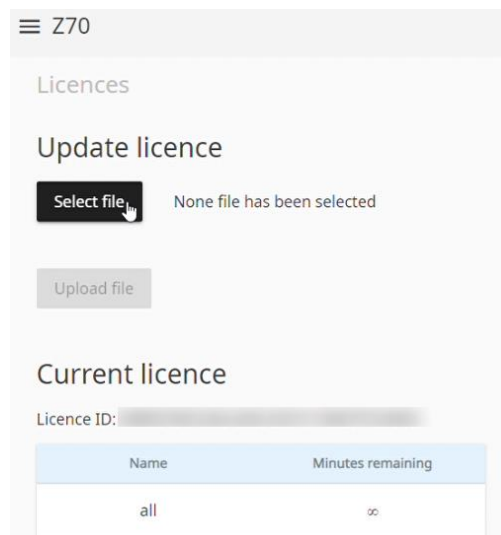 Z70
Licences
Update licence
Select file None file has been selected
Upload file
Current licence
Licence ID:
Name Minutes remaining
all ∞